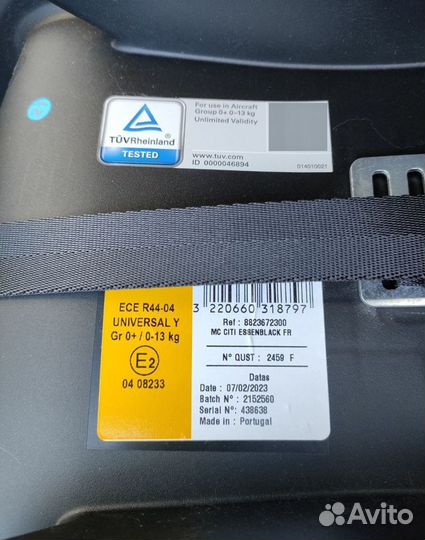 For use in Aircraft
Group 0+ 0-13 kg
Unlimited Validity
TÜVRheinland
TESTED
www.tuv.com
ID 0000046894
014010021
ECE R44-04
UNIVERSAL Y
Gr 0+ / 0-13 kg
E2
04 08233
3 220660 318797
Ref : 8823672300
MC CITI ESSENBLACK FR
N° QUST : 2459 F
Datas
Date : 07/02/2023
Batch N° : 2152560
Serial N° : 438638
Made in : Portugal
Avito